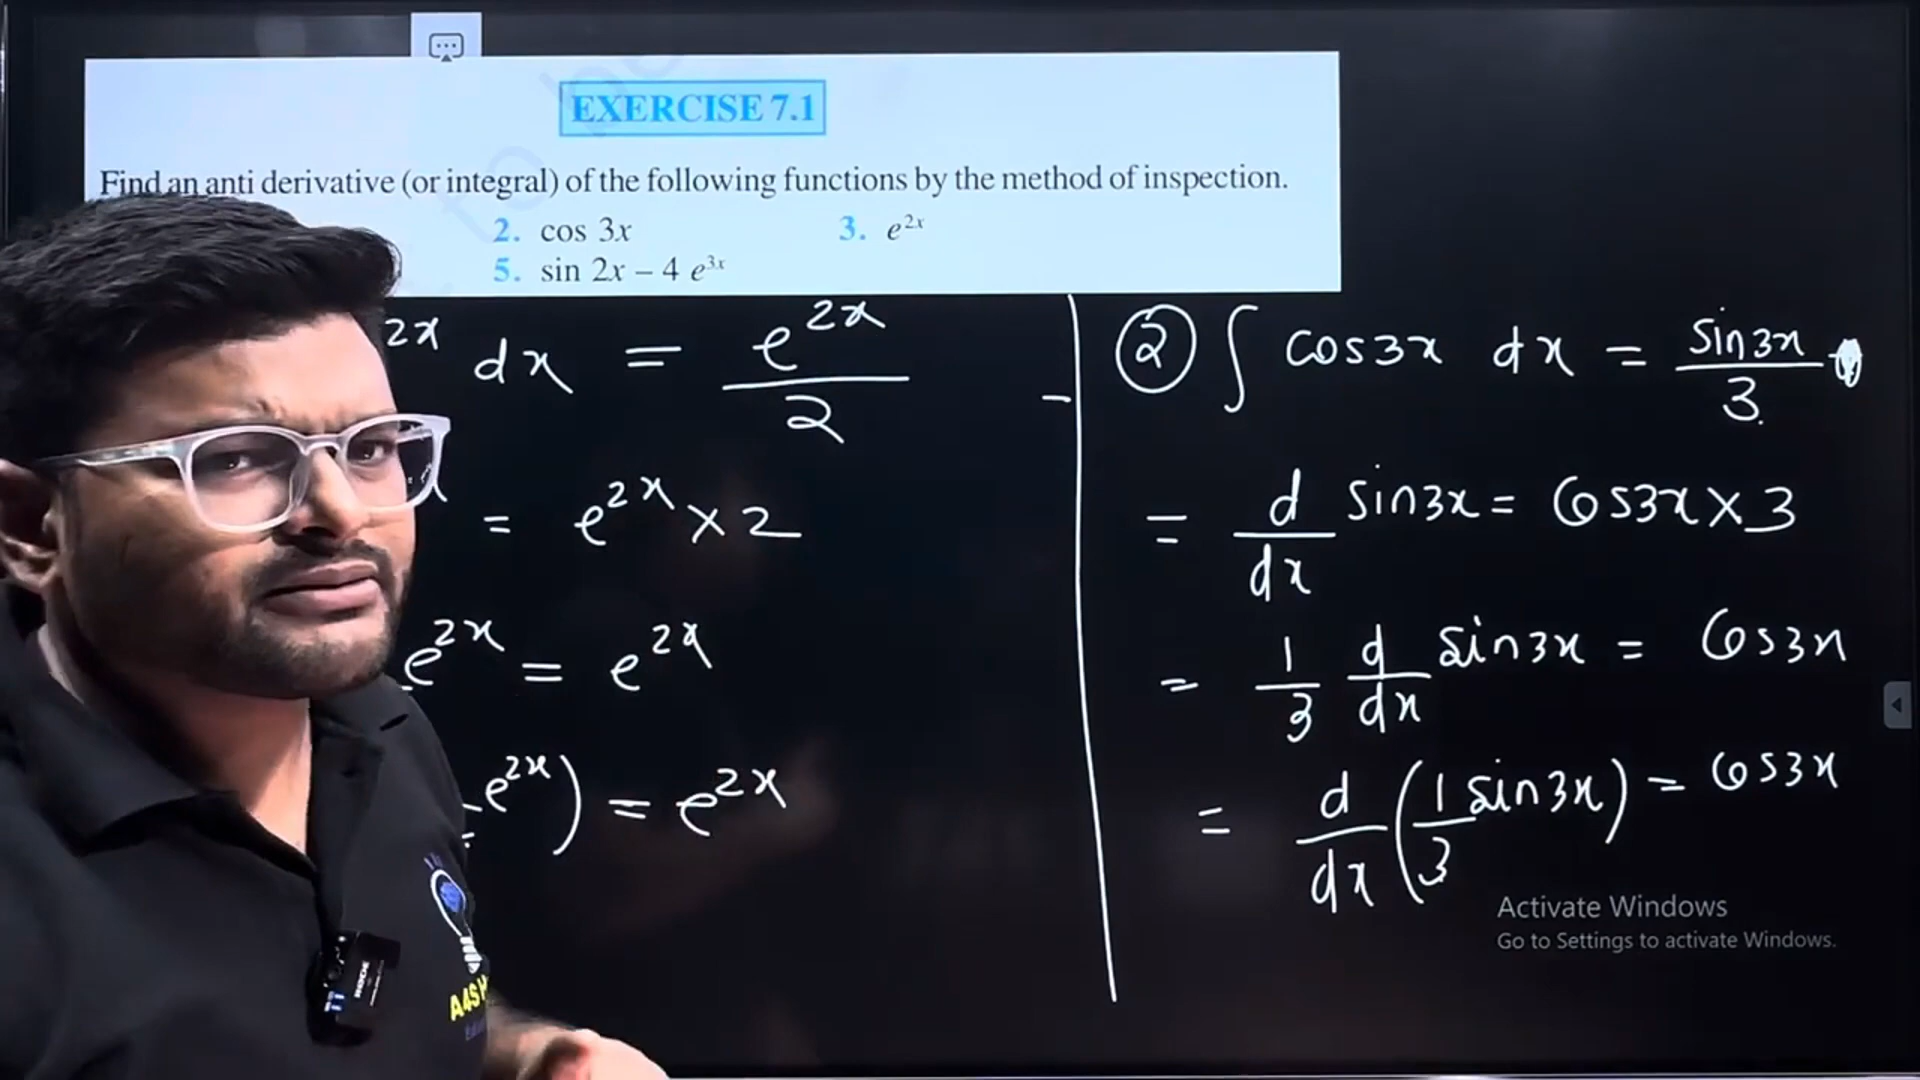 EXERCISE 7.1
Find an anti derivative (or integral) of the following functions by the method of inspection.
2. cos 3x 3. e^{2x}
5. sin 2x – 4 e^{3x}
2x dx = e^{2x}/2
= e^{2x} × 2
e^{2x} = e^{2x}
e^{2x}) = e^{2x}
② ∫ cos3x dx = sin3x/3
= d/dx sin3x = cos3x × 3
= 1/3 d/dx sin3x = cos3x
= d/dx (1/3 sin3x) = cos3x
Activate Windows
Go to Settings to activate Windows.
RODE